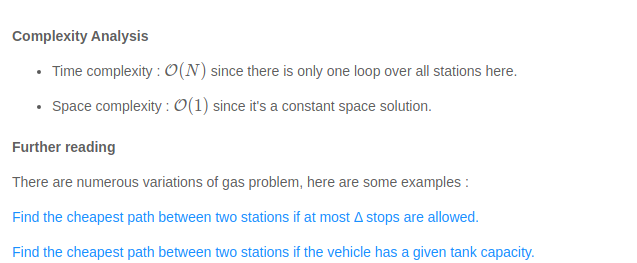 Complexity Analysis
• Time complexity : 𝒪(N) since there is only one loop over all stations here.
• Space complexity : 𝒪(1) since it's a constant space solution.
Further reading
There are numerous variations of gas problem, here are some examples :
Find the cheapest path between two stations if at most Δ stops are allowed.
Find the cheapest path between two stations if the vehicle has a given tank capacity.